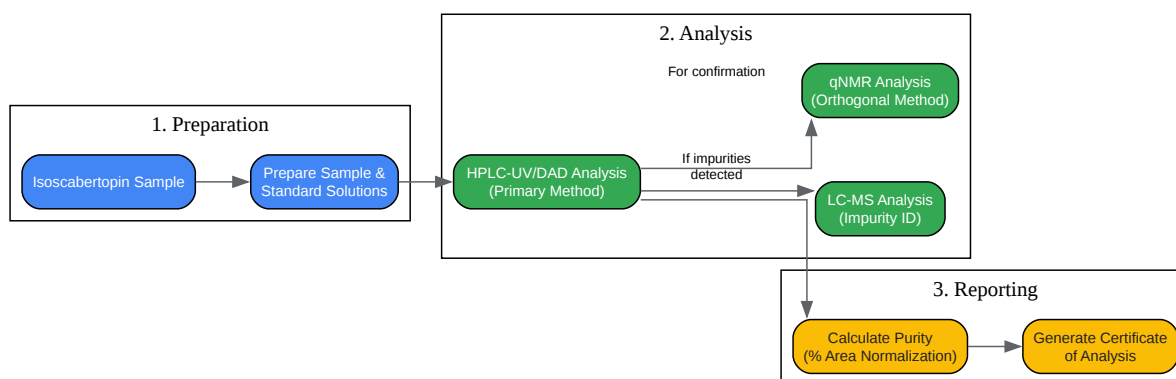 1. Preparation
Isoscabertopin Sample
Prepare Sample &
Standard Solutions
2. Analysis
For confirmation
qNMR Analysis
(Orthogonal Method)
HPLC-UV/DAD Analysis
(Primary Method)
If impurities
detected
LC-MS Analysis
(Impurity ID)
3. Reporting
Calculate Purity
(% Area Normalization)
Generate Certificate
of Analysis